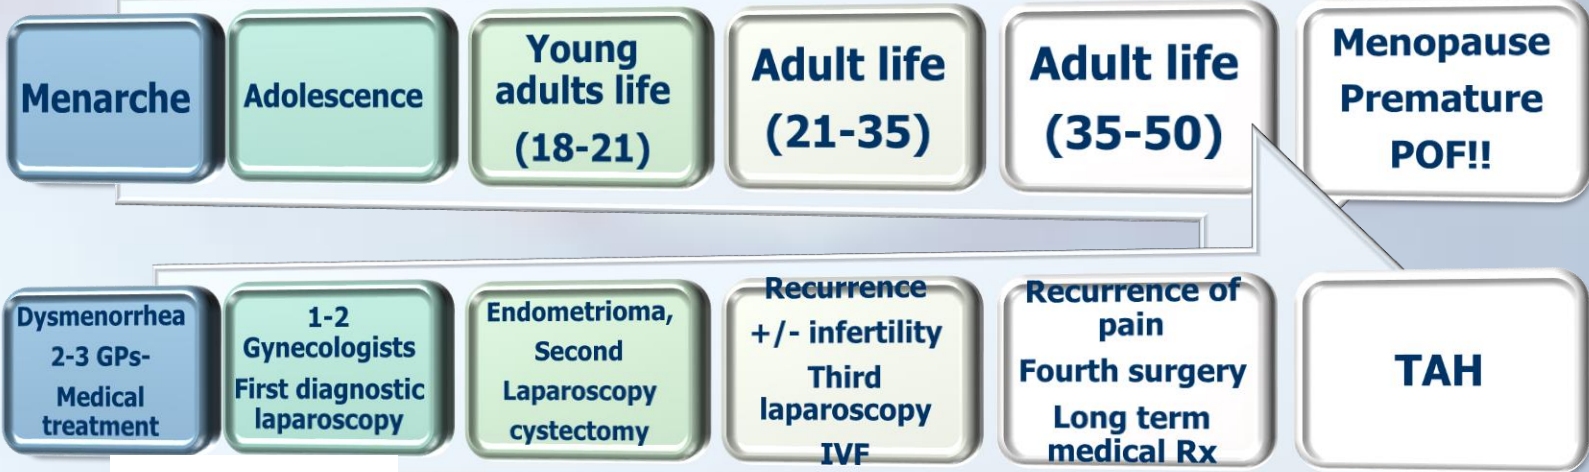 Menarche
Adolescence
Young
adults life
(18-21)
Adult life
(21-35)
Adult life
(35-50)
Menopause
Premature
POF!!
Dysmenorrhea
2-3 GPs-
Medical
treatment
1-2
Gynecologists
First diagnostic
laparoscopy
Endometrioma,
Second
Laparoscopy
cystectomy
Recurrence
+/- infertility
Third
laparoscopy
IVF
Recurrence of
pain
Fourth surgery
Long term
medical Rx
TAH